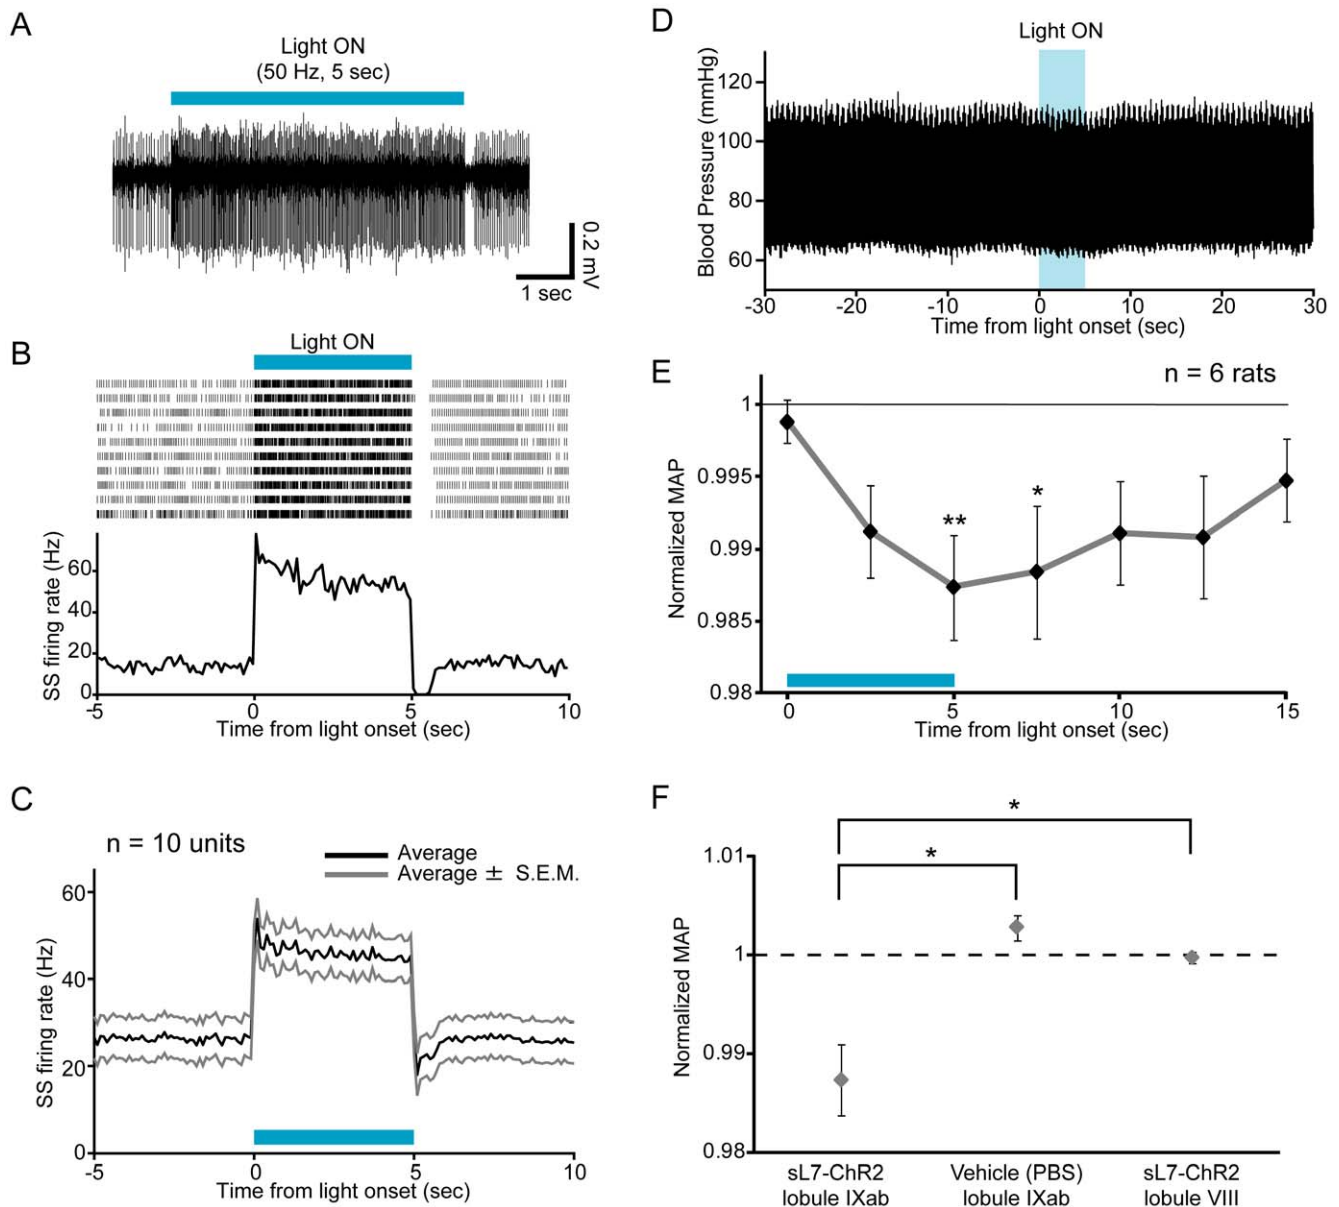 A
Light ON
(50 Hz, 5 sec)
0.2 mV
1 sec
B
Light ON
SS firing rate (Hz)
60
40
20
0
-5
0
5
10
Time from light onset (sec)
C
n = 10 units
Average
Average ± S.E.M.
SS firing rate (Hz)
60
40
20
0
-5
0
5
10
Time from light onset (sec)
D
Light ON
Blood Pressure (mmHg)
120
100
80
60
-30
-20
-10
0
10
20
30
Time from light onset (sec)
E
n = 6 rats
Normalized MAP
1
0.995
0.99
0.985
0.98
**
*
0
5
10
15
Time from light onset (sec)
F
*
*
Normalized MAP
1.01
1
0.99
0.98
sL7-ChR2
lobule IXab
Vehicle (PBS)
lobule IXab
sL7-ChR2
lobule VIII